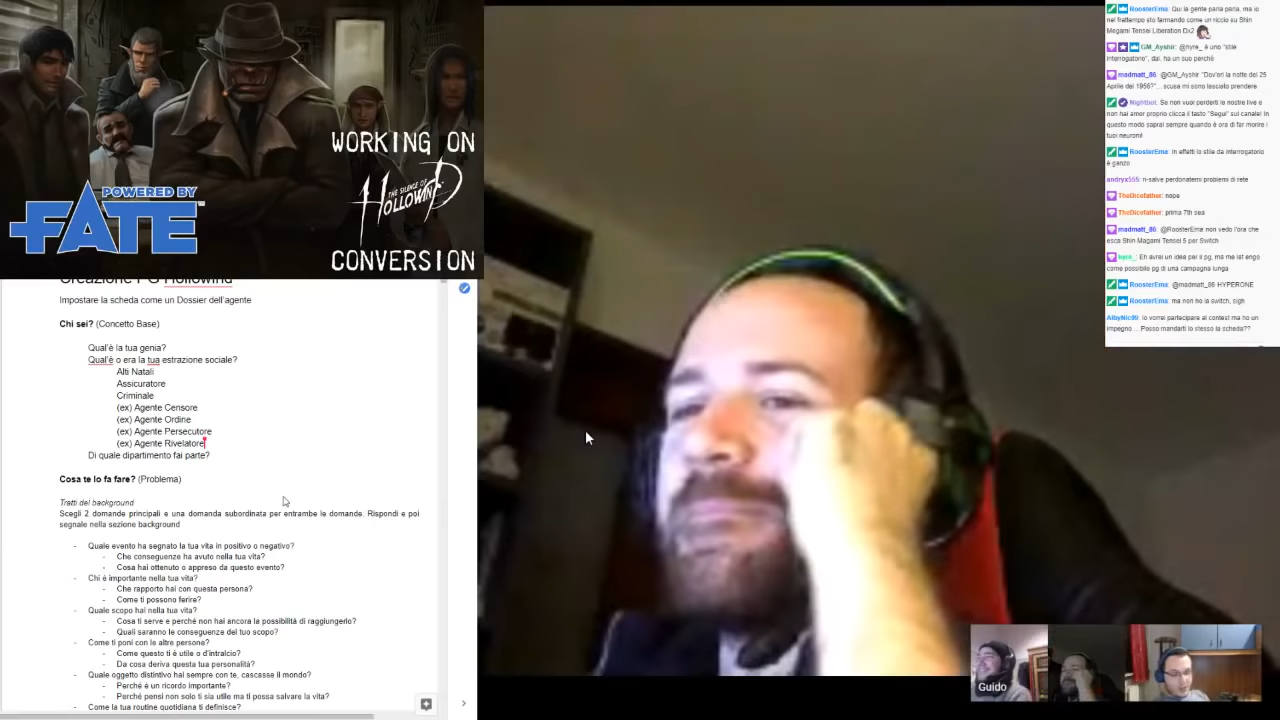 WORKING ON
THE SILENCE OF
HOLLOWIND
CONVERSION
POWERED BY
FATE
Creazione PG Hollowind
Impostare la scheda come un Dossier dell'agente
Chi sei? (Concetto Base)
Qual'è la tua genia?
Qual'è o era la tua estrazione sociale?
Alti Natali
Assicuratore
Criminale
(ex) Agente Censore
(ex) Agente Ordine
(ex) Agente Persecutore
(ex) Agente Rivelatore
Di quale dipartimento fai parte?
Cosa te lo fa fare? (Problema)
Tratti del background
Scegli 2 domande principali e una domanda subordinata per entrambe le domande. Rispondi e poi
segnale nella sezione background
- Quale evento ha segnato la tua vita in positivo o negativo?
- Che conseguenze ha avuto nella tua vita?
- Cosa hai ottenuto o appreso da questo evento?
- Chi è importante nella tua vita?
- Che rapporto hai con questa persona?
- Come ti possono ferire?
- Quale scopo hai nella tua vita?
- Cosa ti serve e perché non hai ancora la possibilità di raggiungerlo?
- Quali saranno le conseguenze del tuo scopo?
- Come ti poni con le altre persone?
- Come questo ti è utile o d'intralcio?
- Da cosa deriva questa tua personalità?
- Quale oggetto distintivo hai sempre con te, cascasse il mondo?
- Perché è un ricordo importante?
- Perché pensi non solo ti sia utile ma ti possa salvare la vita?
- Come la tua routine quotidiana ti definisce?
RoosterEma: Qui la gente parla parla, ma io
nel frattempo sto farmando come un riccio su Shin
Megami Tensei Liberation Dx2
GM_Ayshir: @hyre_ è uno "stile
interrogatorio", dai, ha un suo perchè
madmatt_86: @GM_Ayshir "Dov'eri la notte del 25
Aprile del 1956?"... scusa mi sono lasciato prendere
Nightbot: Se non vuoi perderti le nostre live e
non hai amor proprio clicca il tasto "Segui" sul canale! In
questo modo saprai sempre quando è ora di far morire i
tuoi neuroni!
RoosterEma: in effetti lo stile da interrogatorio
è ganzo
andryx555: ri-salve perdonatemi problemi di rete
TheDicefather: nope
TheDicefather: prima 7th sea
madmatt_86: @RoosterEma non vedo l'ora che
esca Shin Magami Tensei 5 per Switch
hyre_: Eh avrei un idea per il pg, ma me lat engo
come possibile pg di una campagna lunga
RoosterEma: @madmatt_86 HYPERONE
RoosterEma: ma non ho la switch, sigh
AlbyNic99: Io vorrei partecipare al contest ma ho un
impegno... Posso mandarti lo stesso la scheda??
Guido